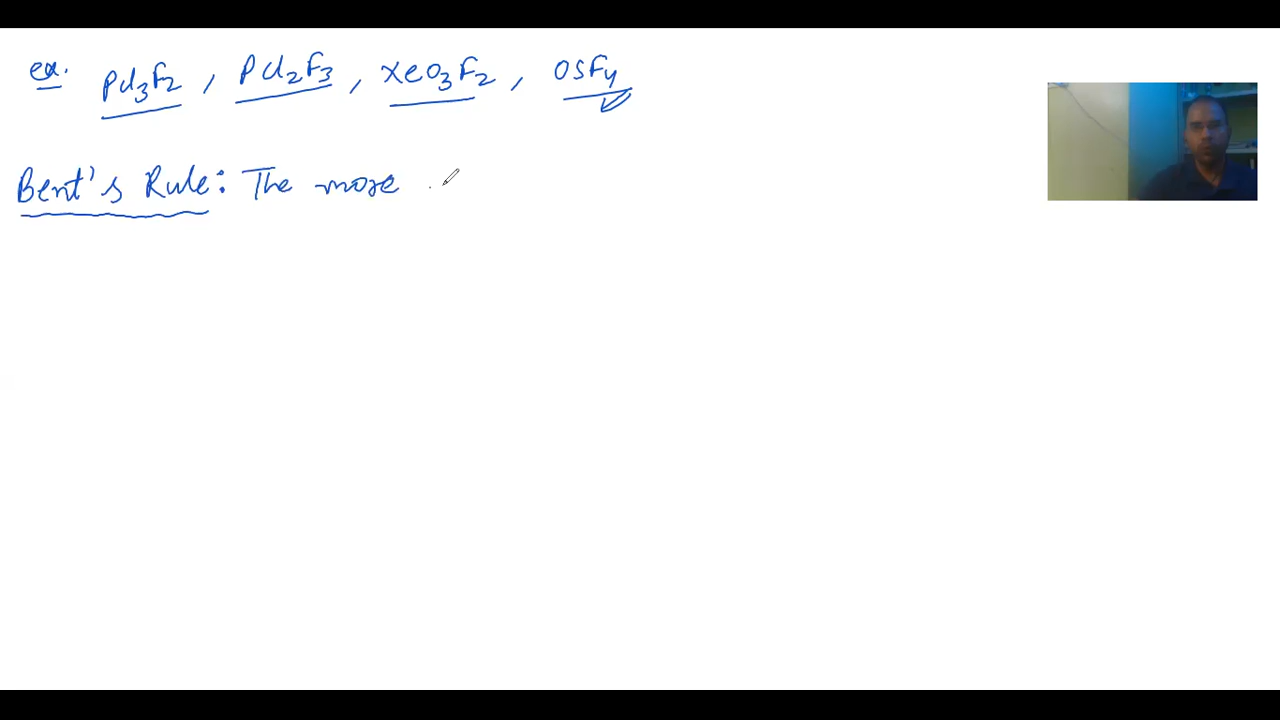 ex. PCl3F2, PCl2F3, XeO3F2, OSF4
Bent's Rule: The more